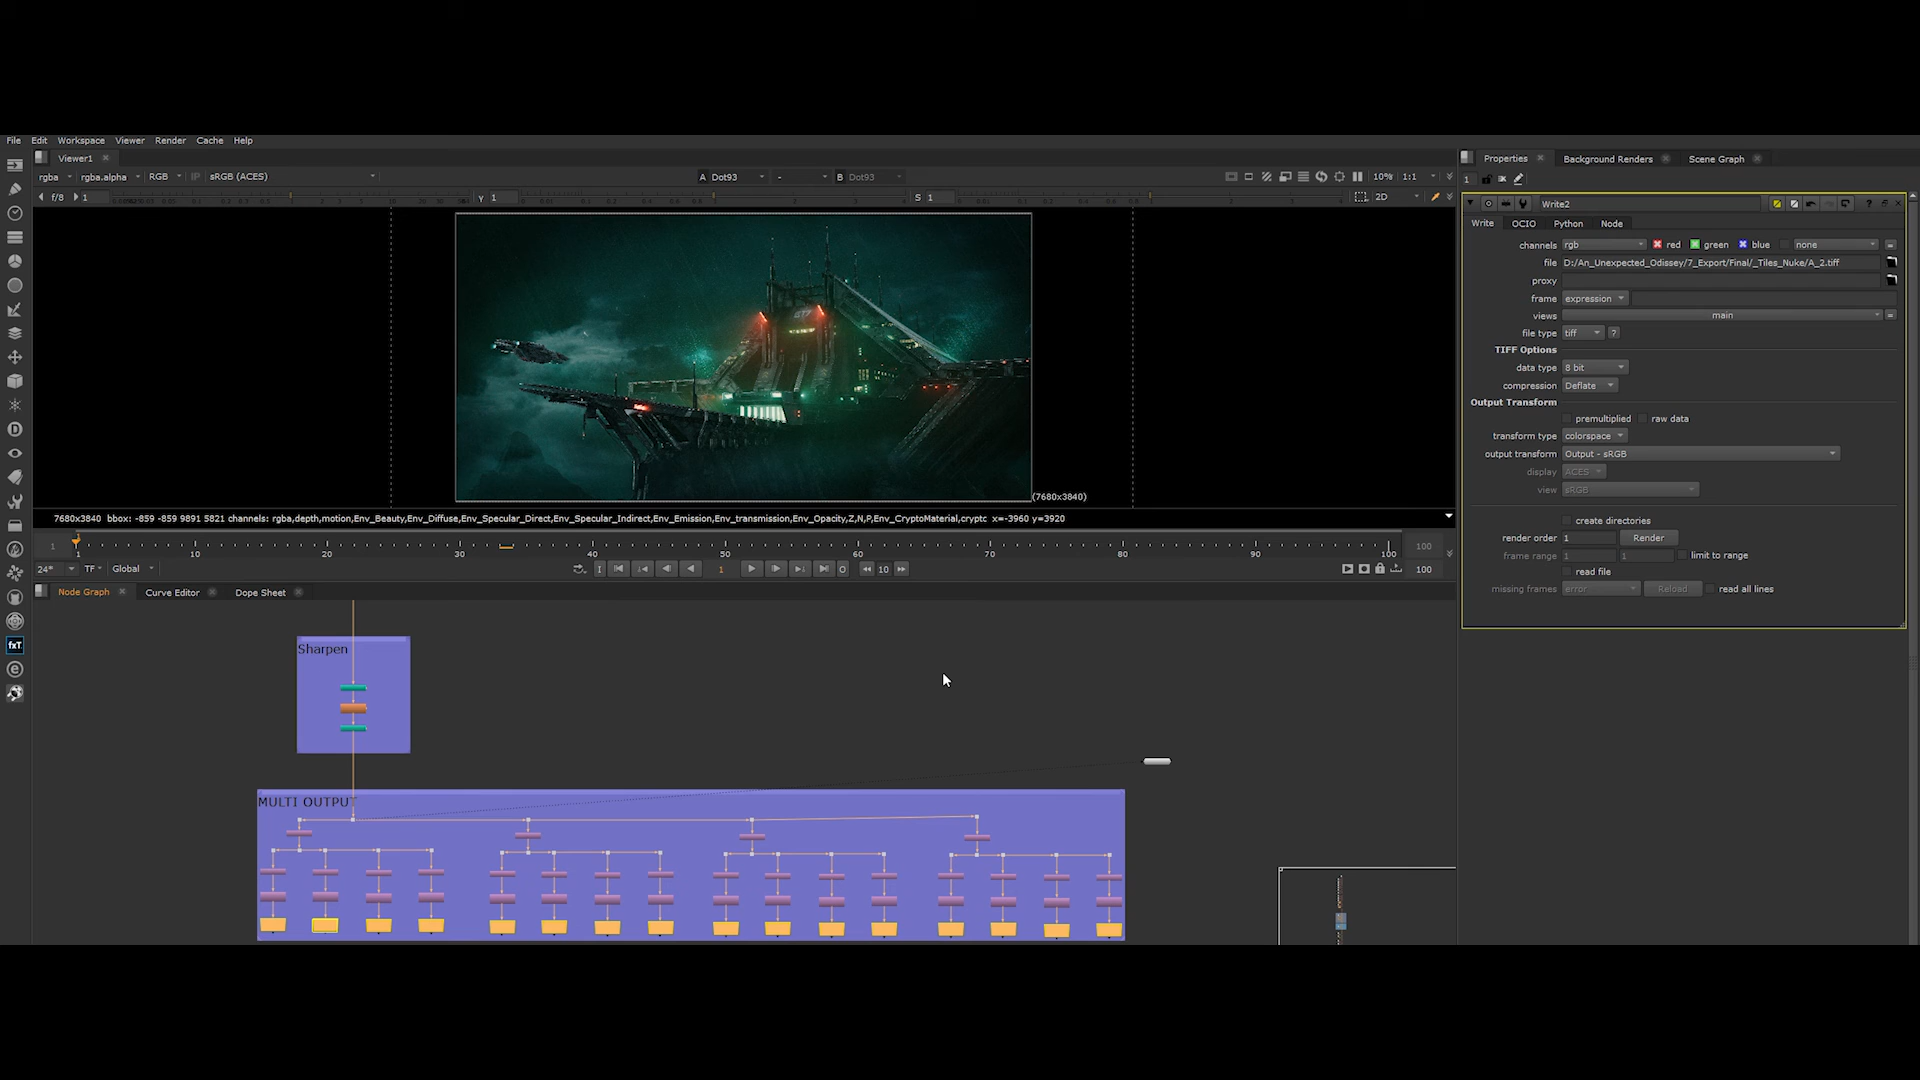 File Edit Workspace Viewer Render Cache Help
Viewer1
Properties Background Renders Scene Graph
rgba rgba.alpha RGB IP sRGB (ACES) A Dot93 - B Dot93 10% 1:1
1
f/8 1 γ 1 S 1 2D
Write2
Write OCIO Python Node
channels rgb red green blue none =
file D:/An_Unexpected_Odissey/7_Export/Final/_Tiles_Nuke/A_2.tiff
proxy
frame expression
views main =
file type tiff ?
TIFF Options
data type 8 bit
compression Deflate
Output Transform
premultiplied raw data
transform type colorspace
output transform Output - sRGB
display ACES
view sRGB
create directories
render order 1 Render
frame range 1 1 limit to range
read file
missing frames error Reload read all lines
(7680x3840)
7680x3840 bbox: -859 -859 9891 5821 channels: rgba,depth,motion,Env_Beauty,Env_Diffuse,Env_Specular_Direct,Env_Specular_Indirect,Env_Emission,Env_transmission,Env_Opacity,Z,N,P,Env_CryptoMaterial,cryptc x=-3960 y=3920
1 1 10 20 30 40 50 60 70 80 90 100 100
24* TF Global I 1 O 10 100
Node Graph Curve Editor Dope Sheet
fxT
Sharpen
MULTI OUTPUT